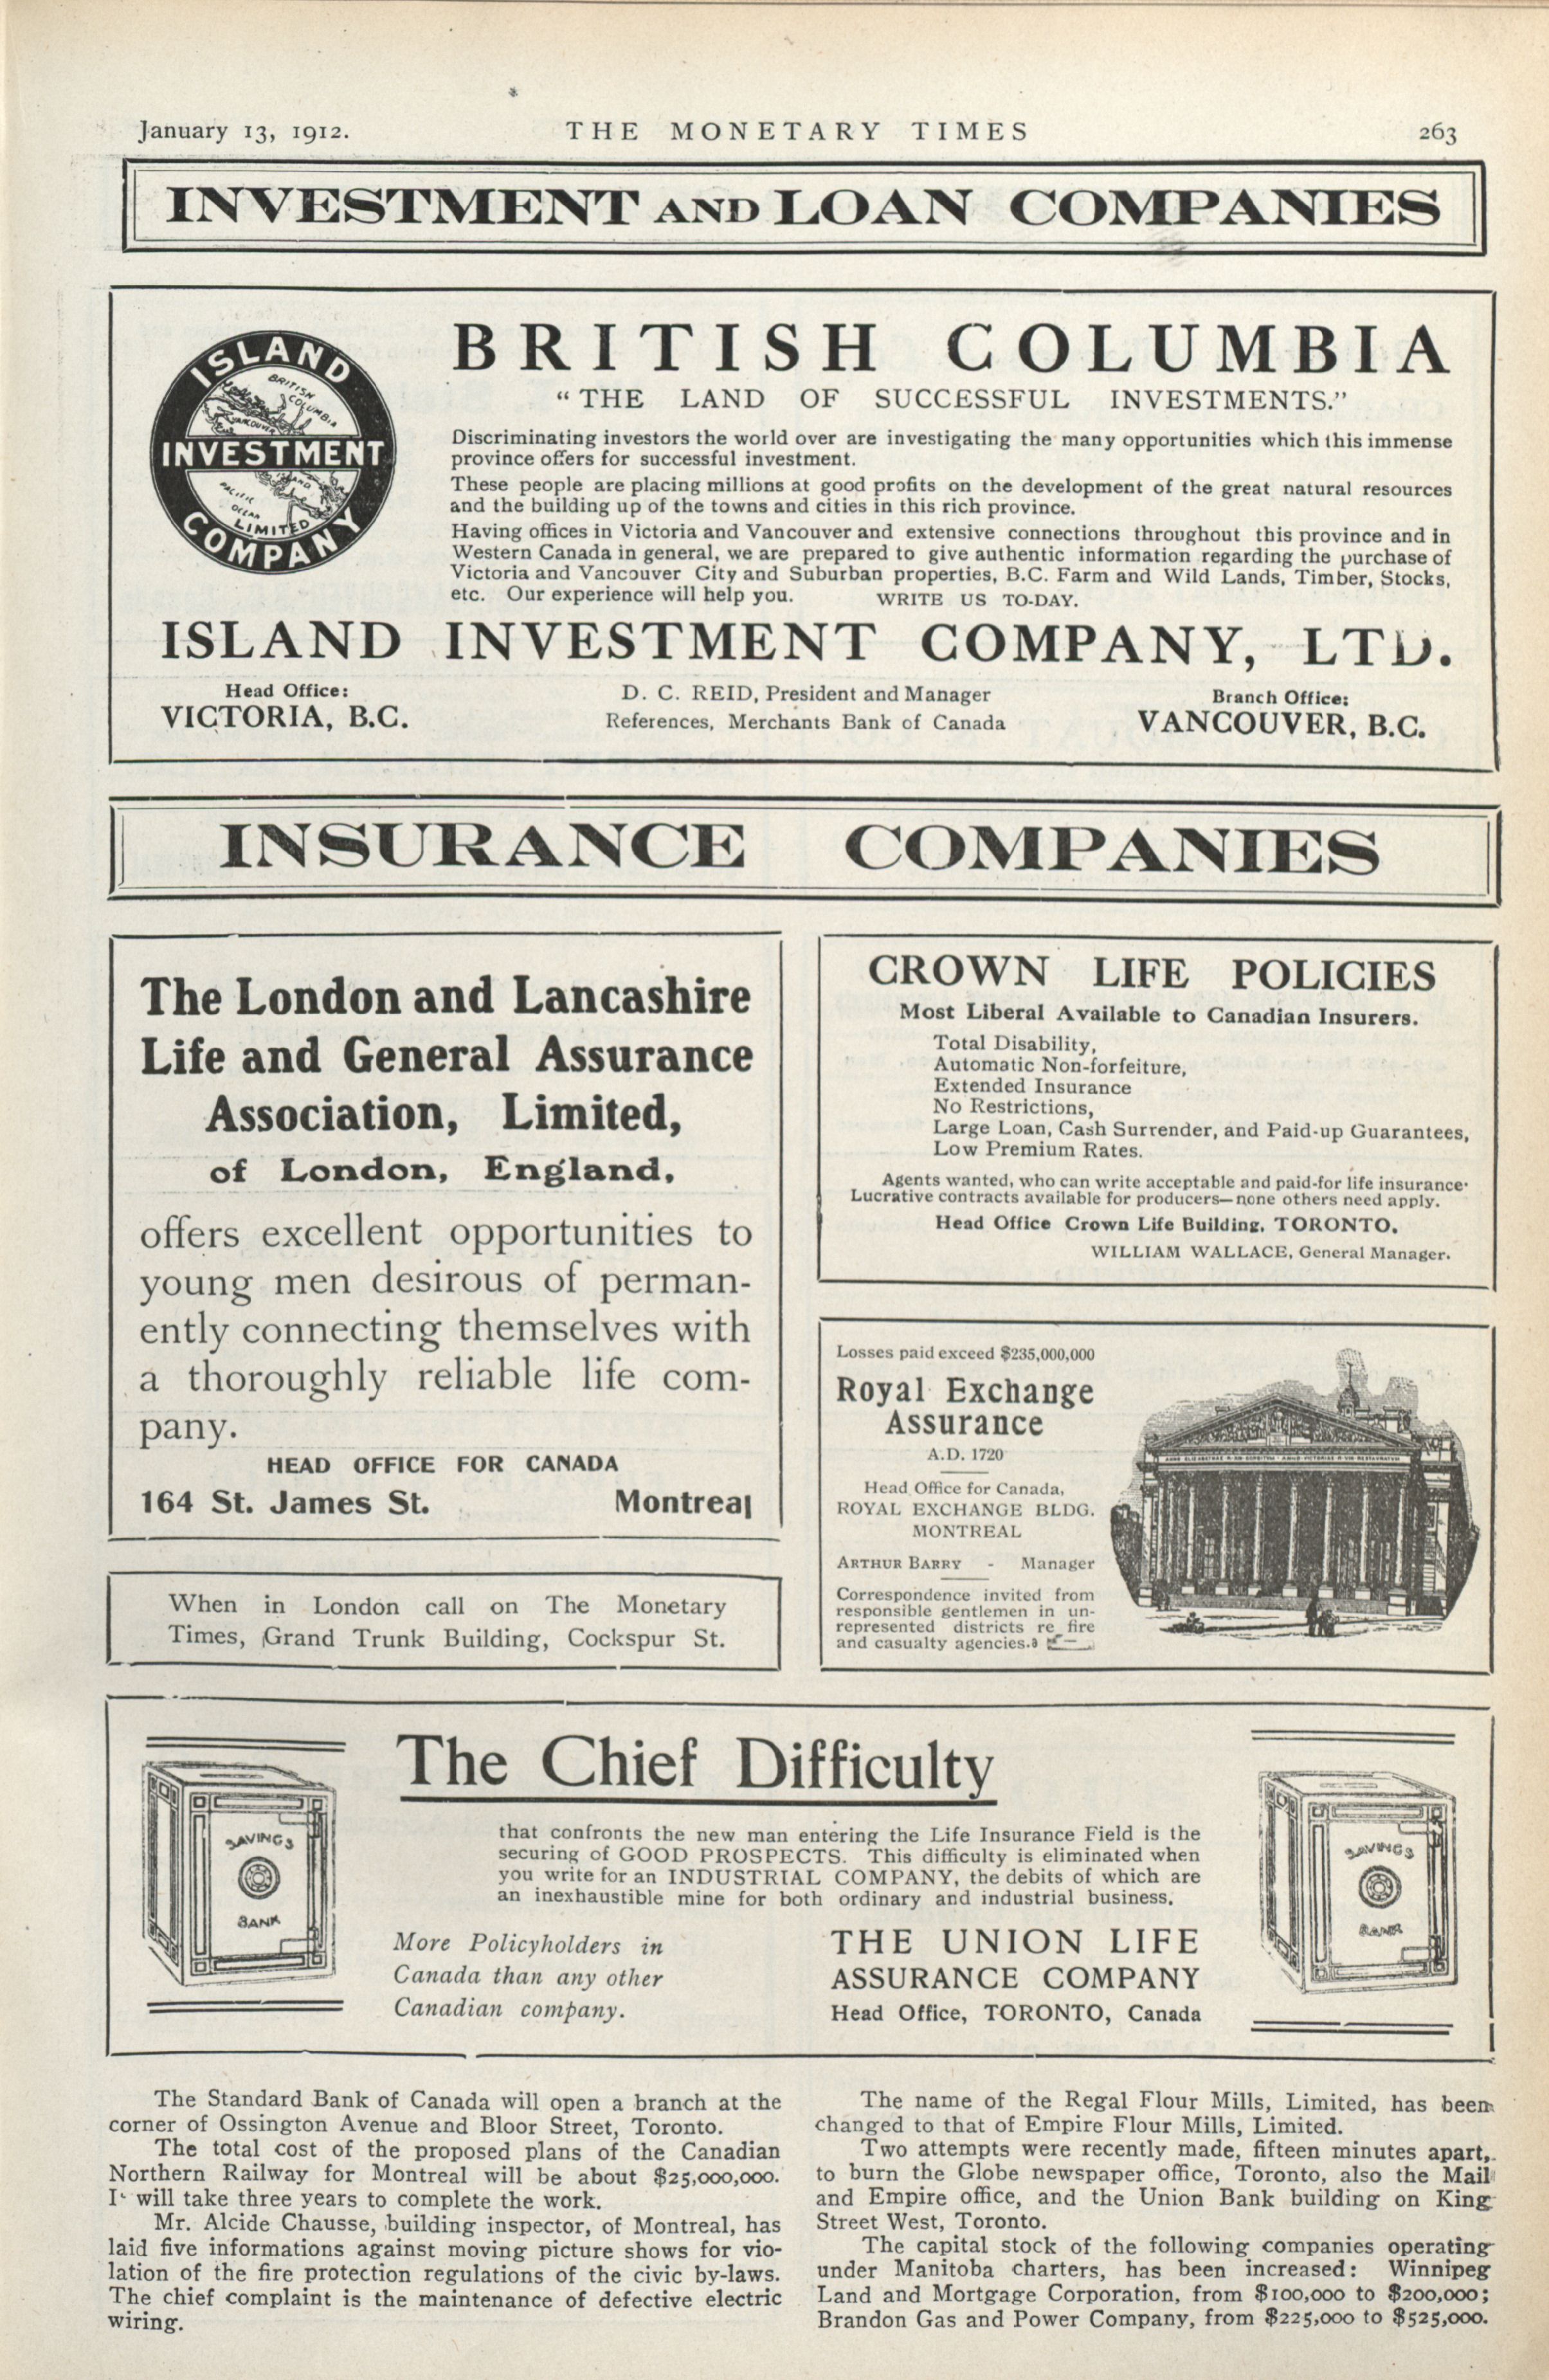 January 13, 1912.
THE MONETARY TIMES
263
INVESTMENT AND LOAN COMPANIES
ISLAND
BRITISH
COLUMBIA
VANCOUVER
INVESTMENT
ISLAND
PACIFIC
OCEAN
LIMITED
COMPANY
BRITISH COLUMBIA
“THE LAND OF SUCCESSFUL INVESTMENTS.”
Discriminating investors the world over are investigating the many opportunities which this immense
province offers for successful investment.
These people are placing millions at good profits on the development of the great natural resources
and the building up of the towns and cities in this rich province.
Having offices in Victoria and Vancouver and extensive connections throughout this province and in
Western Canada in general, we are prepared to give authentic information regarding the purchase of
Victoria and Vancouver City and Suburban properties, B.C. Farm and Wild Lands, Timber, Stocks,
etc. Our experience will help you. WRITE US TO-DAY.
ISLAND INVESTMENT COMPANY, LTD.
Head Office:
VICTORIA, B.C.
D. C. REID, President and Manager
References, Merchants Bank of Canada
Branch Office:
VANCOUVER, B.C.
INSURANCE COMPANIES
The London and Lancashire
Life and General Assurance
Association, Limited,
of London, England,
offers excellent opportunities to
young men desirous of perman-
ently connecting themselves with
a thoroughly reliable life com-
pany.
HEAD OFFICE FOR CANADA
164 St. James St. Montreal
When in London call on The Monetary
Times, Grand Trunk Building, Cockspur St.
CROWN LIFE POLICIES
Most Liberal Available to Canadian Insurers.
Total Disability,
Automatic Non-forfeiture,
Extended Insurance
No Restrictions,
Large Loan, Cash Surrender, and Paid-up Guarantees,
Low Premium Rates.
Agents wanted, who can write acceptable and paid-for life insurance·
Lucrative contracts available for producers—none others need apply.
Head Office Crown Life Building, TORONTO.
WILLIAM WALLACE, General Manager.
Losses paid exceed $235,000,000
Royal Exchange
Assurance
A.D. 1720
Head Office for Canada,
ROYAL EXCHANGE BLDG.
MONTREAL
ARTHUR BARRY - Manager
Correspondence invited from
responsible gentlemen in un-
represented districts re fire
and casualty agencies.
The Chief Difficulty
that confronts the new man entering the Life Insurance Field is the
securing of GOOD PROSPECTS. This difficulty is eliminated when
you write for an INDUSTRIAL COMPANY, the debits of which are
an inexhaustible mine for both ordinary and industrial business.
SAVINGS
BANK
More Policyholders in
Canada than any other
Canadian company.
THE UNION LIFE
ASSURANCE COMPANY
Head Office, TORONTO, Canada
SAVINGS
BANK
The Standard Bank of Canada will open a branch at the
corner of Ossington Avenue and Bloor Street, Toronto.
The total cost of the proposed plans of the Canadian
Northern Railway for Montreal will be about $25,000,000.
I‘ will take three years to complete the work.
Mr. Alcide Chausse, building inspector, of Montreal, has
laid five informations against moving picture shows for vio-
lation of the fire protection regulations of the civic by-laws.
The chief complaint is the maintenance of defective electric
wiring.
The name of the Regal Flour Mills, Limited, has been
changed to that of Empire Flour Mills, Limited.
Two attempts were recently made, fifteen minutes apart,
to burn the Globe newspaper office, Toronto, also the Mail
and Empire office, and the Union Bank building on King
Street West, Toronto.
The capital stock of the following companies operating
under Manitoba charters, has been increased: Winnipeg
Land and Mortgage Corporation, from $100,000 to $200,000;
Brandon Gas and Power Company, from $225,000 to $525,000.